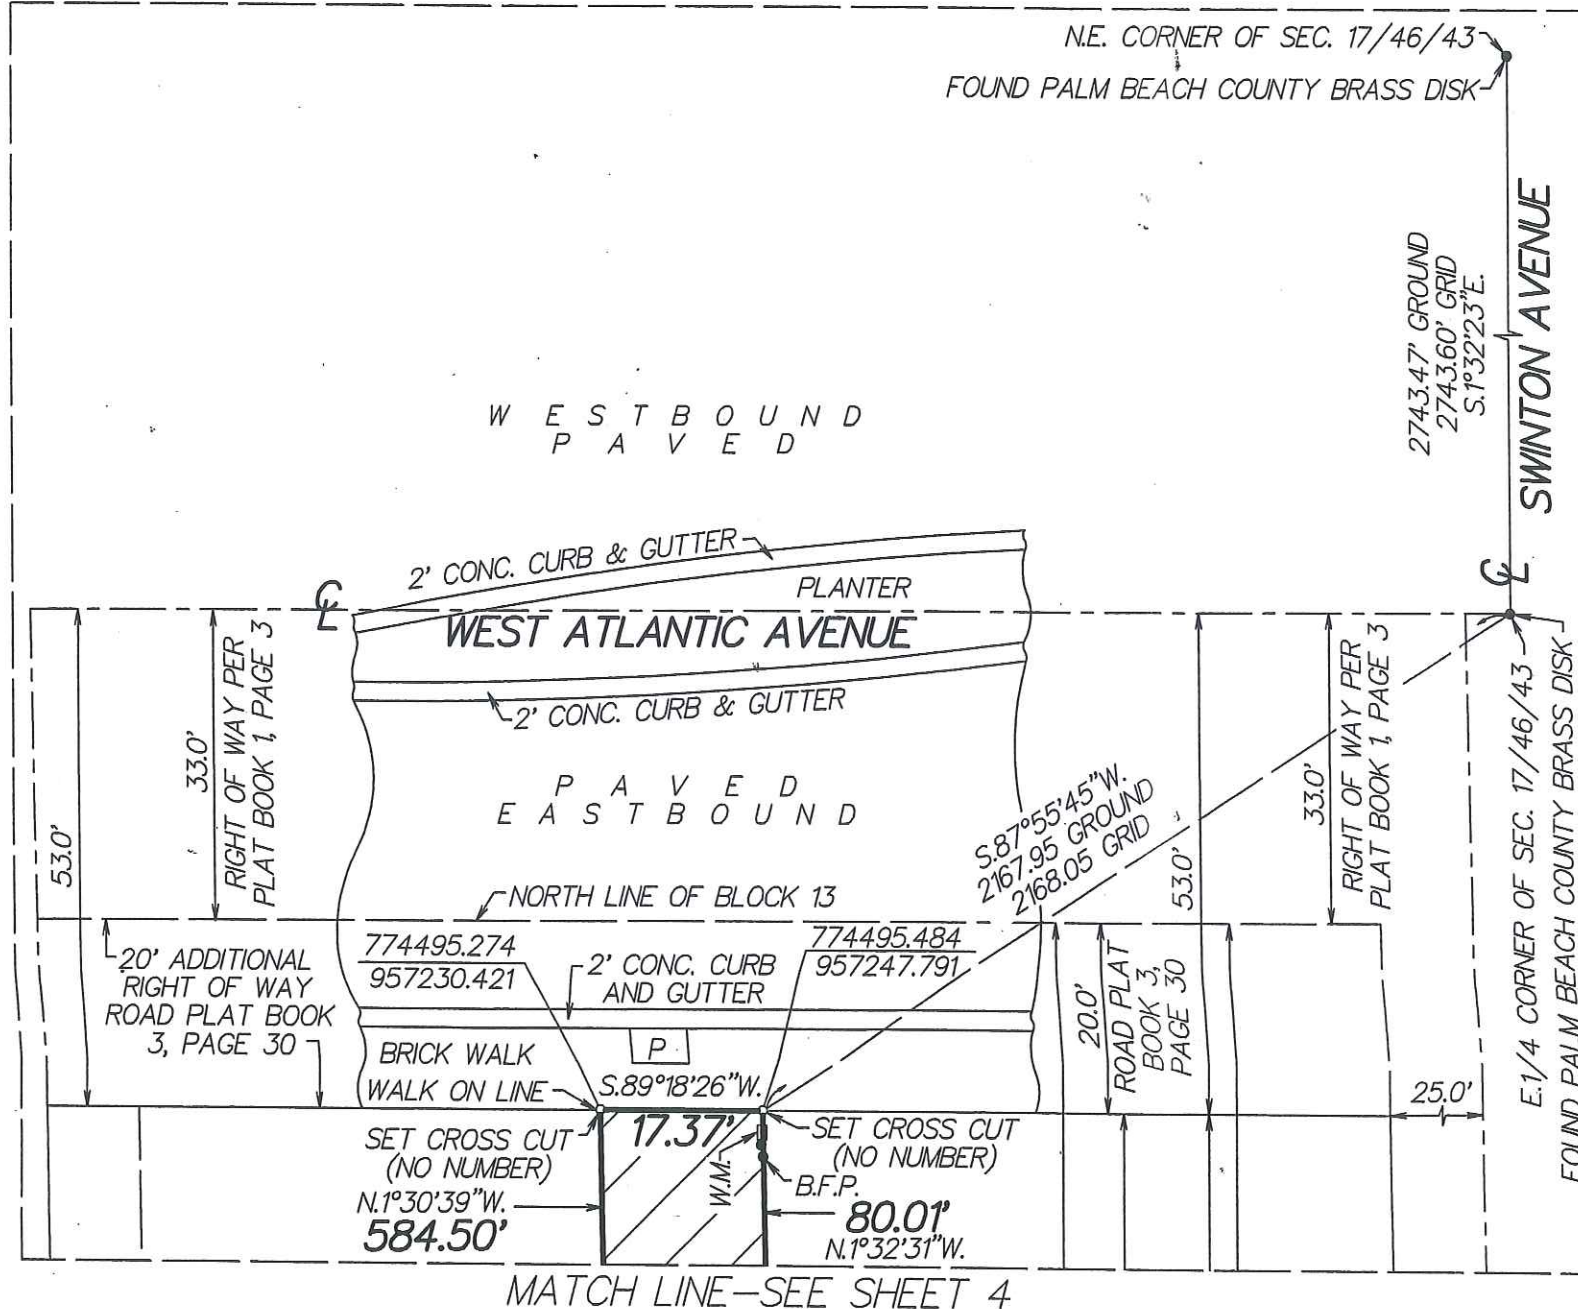 N.E. CORNER OF SEC. 17/46/43
FOUND PALM BEACH COUNTY BRASS DISK
2743.47' GROUND
2743.60' GRID
S.1°32'23"E.
SWINTON AVENUE
WESTBOUND
PAVED
2' CONC. CURB & GUTTER
PLANTER
℄
℄
WEST ATLANTIC AVENUE
2' CONC. CURB & GUTTER
53.0'
33.0'
RIGHT OF WAY PER
PLAT BOOK 1, PAGE 3
PAVED
EASTBOUND
S.87°55'45"W.
2167.95 GROUND
2168.05 GRID
53.0'
33.0'
RIGHT OF WAY PER
PLAT BOOK 1, PAGE 3
E.1/4 CORNER OF SEC. 17/46/43
FOUND PALM BEACH COUNTY BRASS DISK
NORTH LINE OF BLOCK 13
774495.274
957230.421
774495.484
957247.791
2' CONC. CURB
AND GUTTER
20' ADDITIONAL
RIGHT OF WAY
ROAD PLAT BOOK
3, PAGE 30
20.0'
ROAD PLAT
BOOK 3,
PAGE 30
BRICK WALK
P
WALK ON LINE
S.89°18'26"W.
25.0'
17.37'
SET CROSS CUT
(NO NUMBER)
SET CROSS CUT
(NO NUMBER)
W.M.
B.F.P.
N.1°30'39"W.
584.50'
80.01'
N.1°32'31"W.
MATCH LINE-SEE SHEET 4